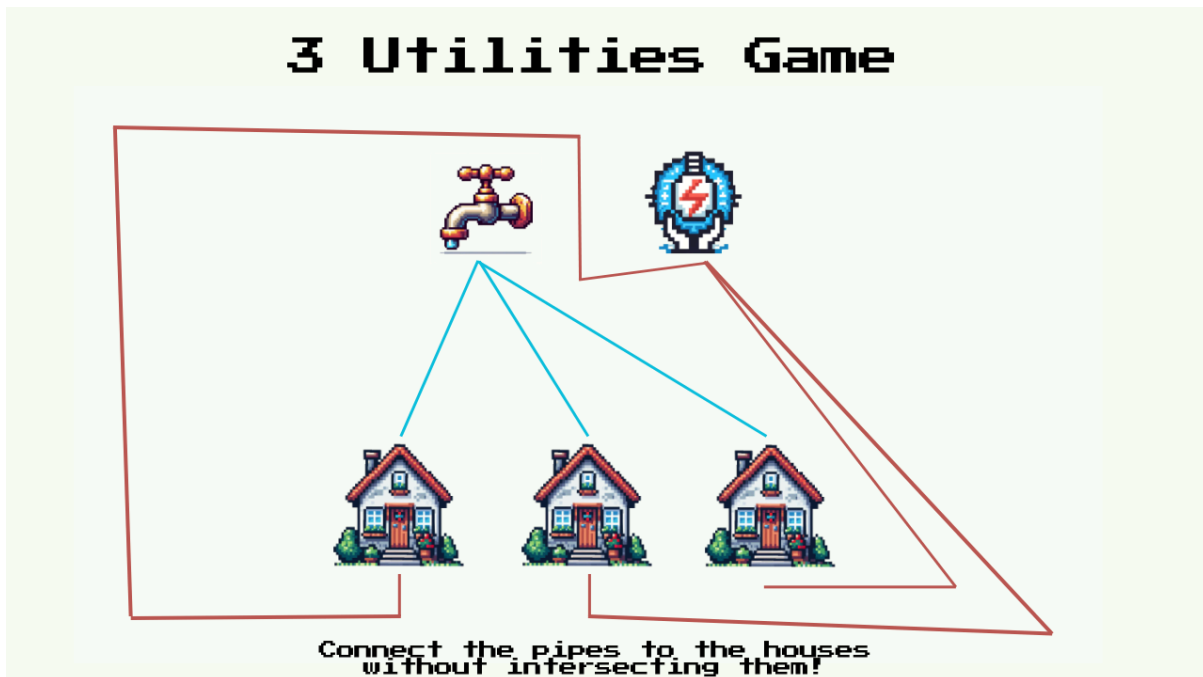 3 Utilities Game
Connect the pipes to the houses
without intersecting them!